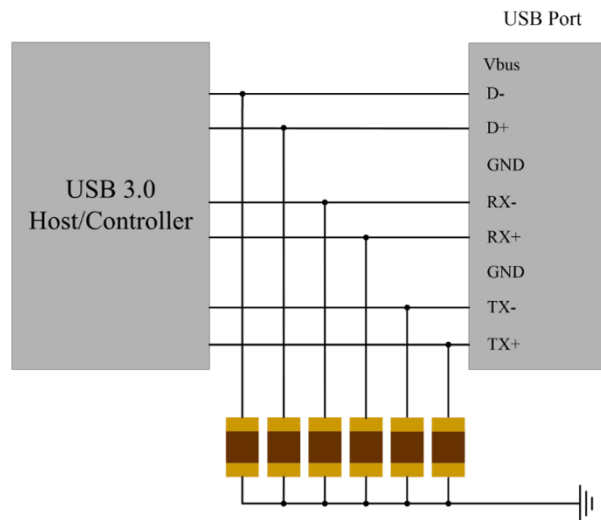 USB Port
USB 3.0
Host/Controller
Vbus
D-
D+
GND
RX-
RX+
GND
TX-
TX+